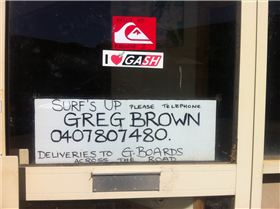 I GASH
SURF'S UP PLEASE TELEPHONE
GREG BROWN
0407807480.
DELIVERIES TO G.BOARDS
ACROSS THE ROAD